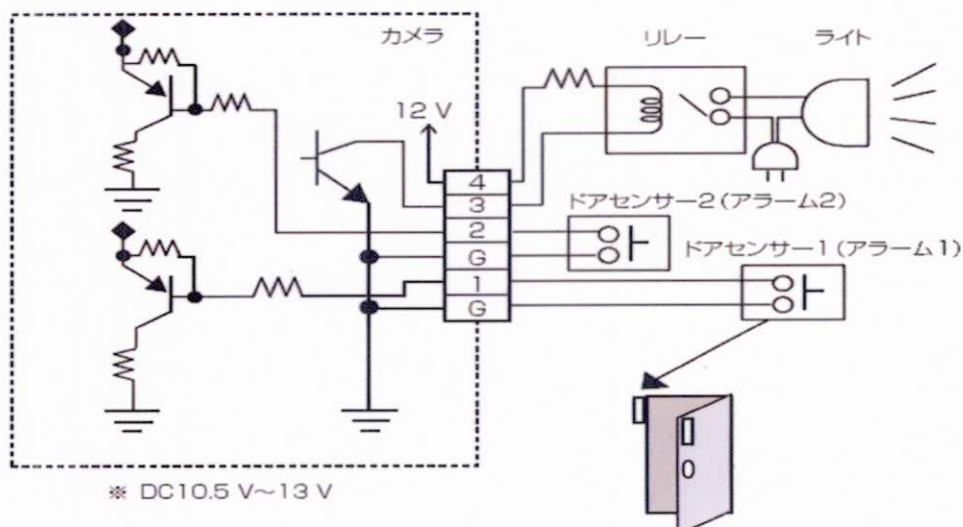 カメラ
リレー
ライト
12 V
4
3
2
G
1
G
ドアセンサー2(アラーム2)
ドアセンサー1(アラーム1)
※ DC10.5 V～13 V